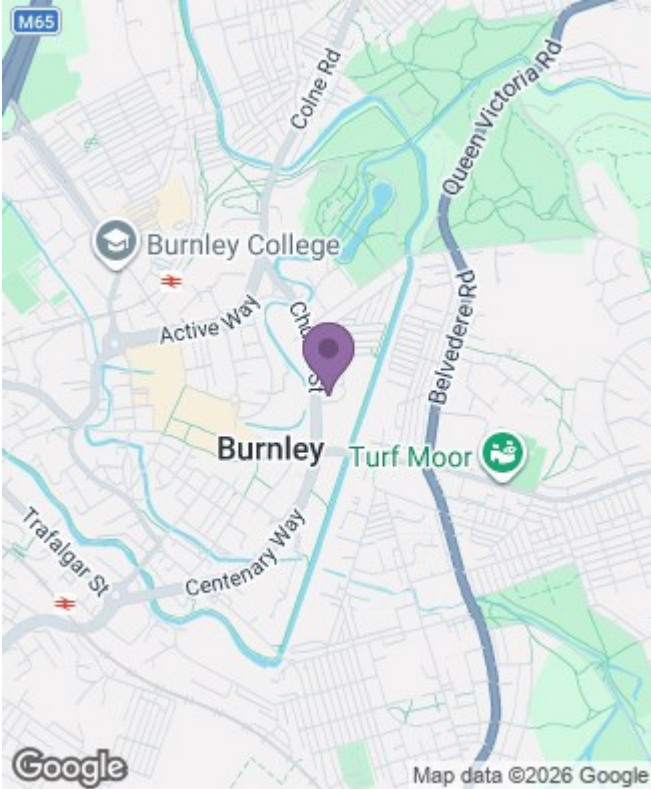 M65
Colne Rd
Queen Victoria Rd
Burnley College
Active Way
St
Belvedere Rd
Burnley
Turf Moor
Trafalgar St
Centenary Way
Google
Map data ©2026 Google